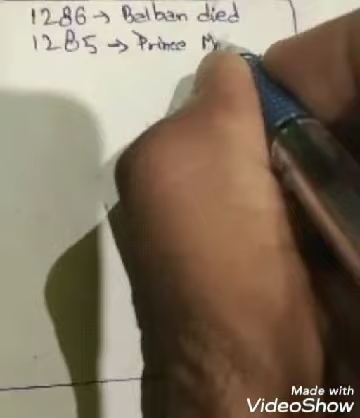 1286 → Balban died
1285 → Prince M
Made with
VideoShow